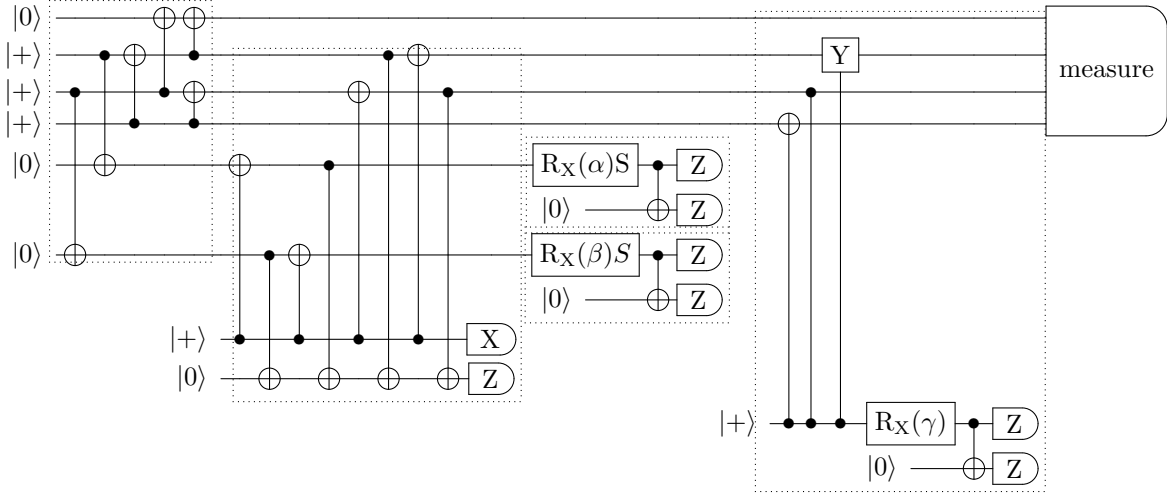 |0⟩
|+⟩
Y
|+⟩
measure
|+⟩
|0⟩
R_X(α)S
Z
|0⟩
Z
|0⟩
R_X(β)S
Z
|0⟩
Z
|+⟩
X
|0⟩
Z
|+⟩
R_X(γ)
Z
|0⟩
Z